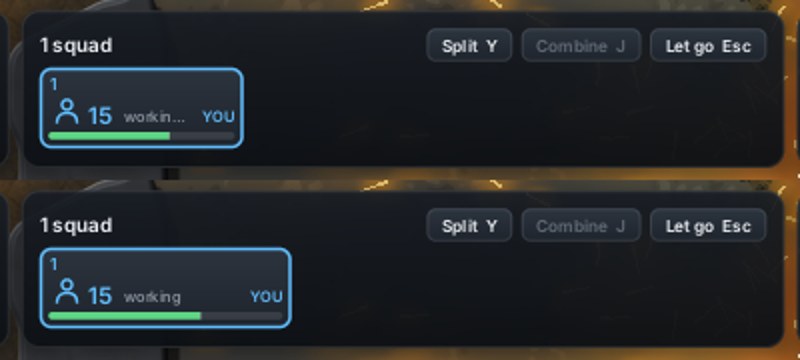 1 squad Split Y Combine J Let go Esc
1
15 workin... YOU
1 squad Split Y Combine J Let go Esc
1
15 working YOU